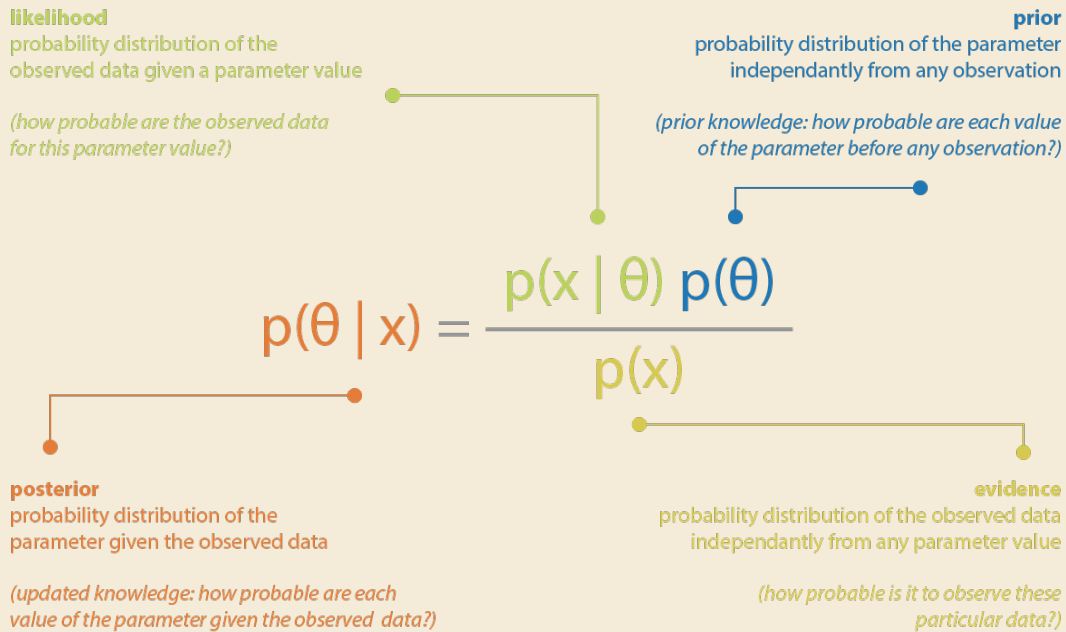 likelihood
probability distribution of the
observed data given a parameter value
(how probable are the observed data
for this parameter value?)
prior
probability distribution of the parameter
independantly from any observation
(prior knowledge: how probable are each value
of the parameter before any observation?)
p(θ | x) = p(x | θ) p(θ)
p(x)
posterior
probability distribution of the
parameter given the observed data
(updated knowledge: how probable are each
value of the parameter given the observed data?)
evidence
probability distribution of the observed data
independantly from any parameter value
(how probable is it to observe these
particular data?)